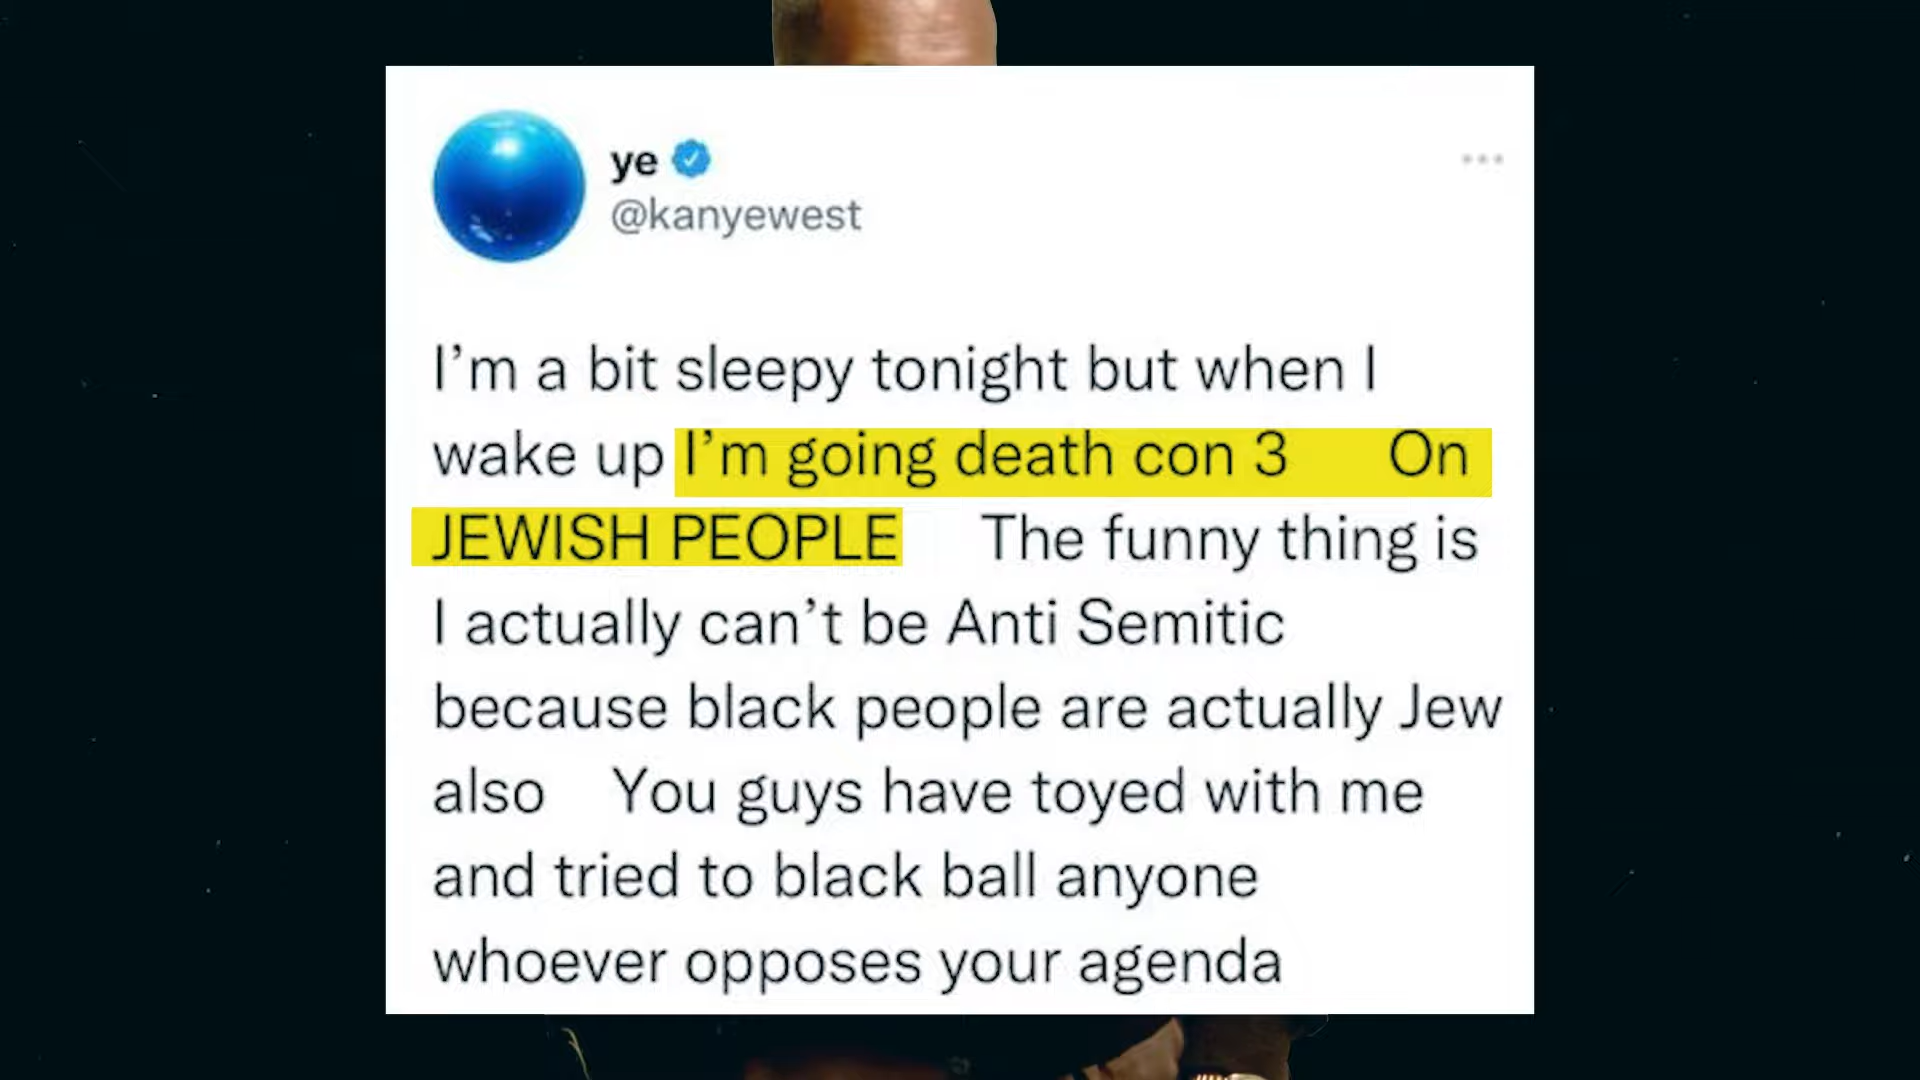 ye
@kanyewest
I'm a bit sleepy tonight but when I
wake up I'm going death con 3 On
JEWISH PEOPLE The funny thing is
I actually can't be Anti Semitic
because black people are actually Jew
also You guys have toyed with me
and tried to black ball anyone
whoever opposes your agenda